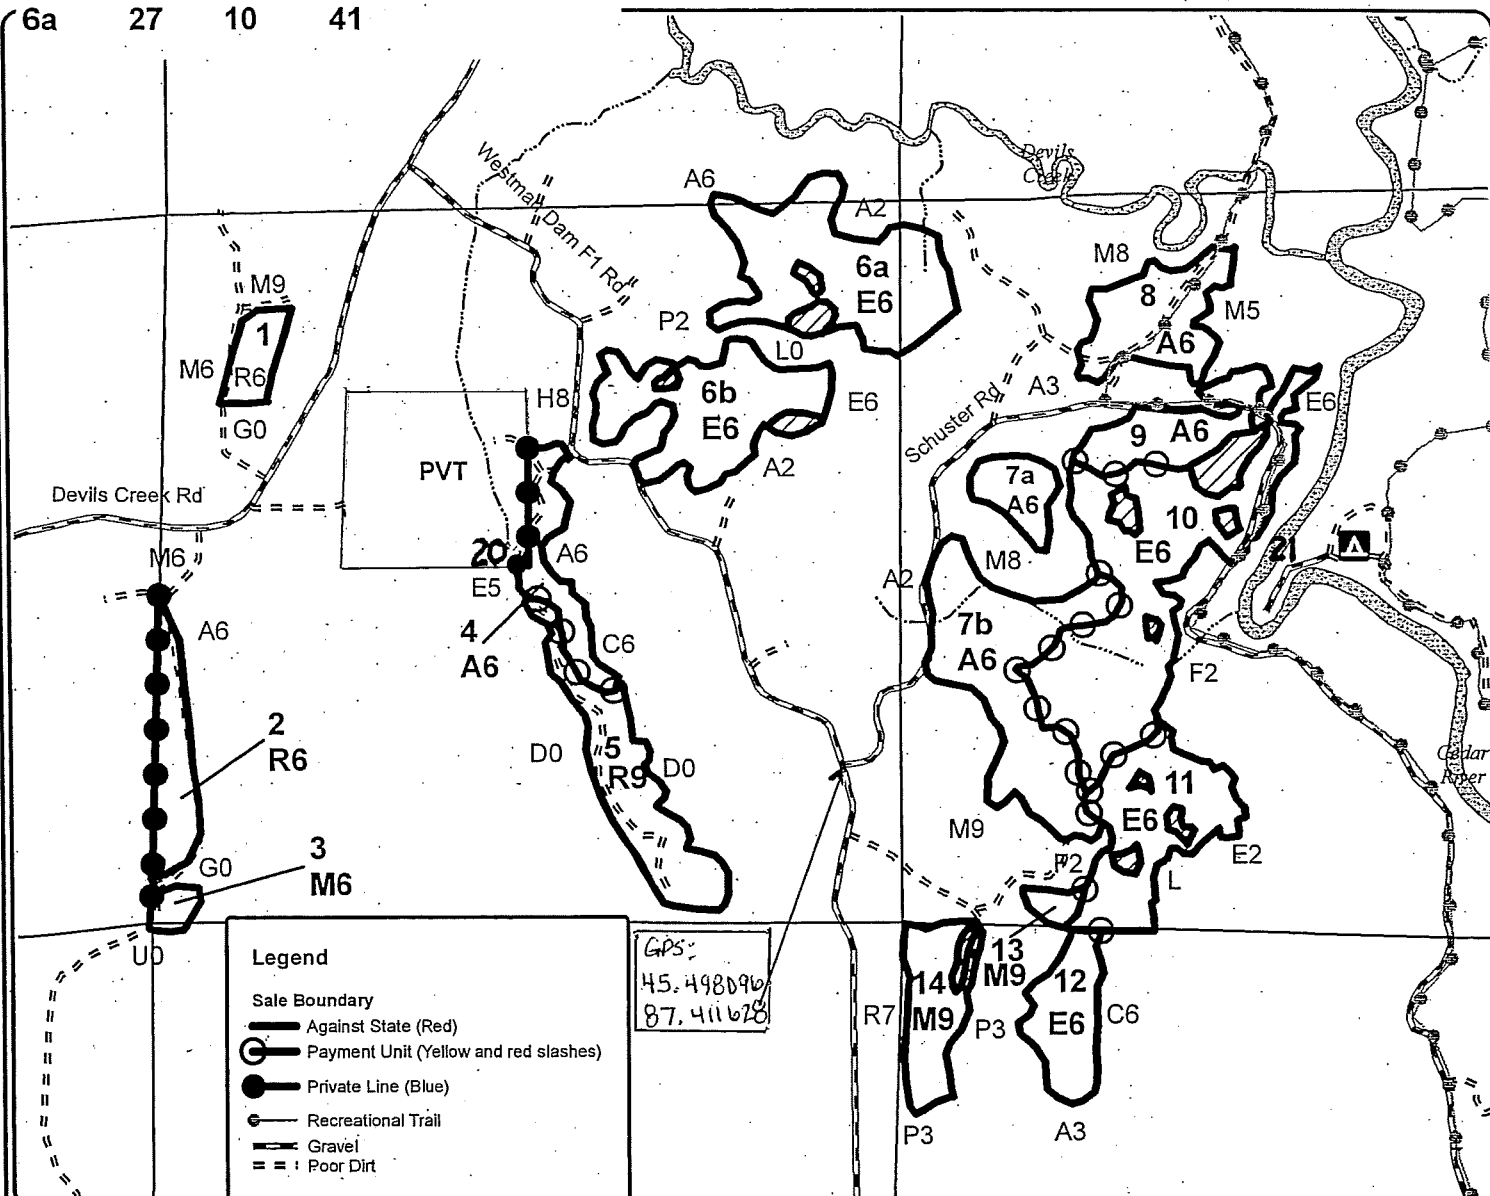 6a 27 10 41
Devils
Creek
Westman Dam F1 Rd
A6
A2
6a
E6
M8
8
M5
A6
M9
1
M6
R6
G0
P2
L0
H8
6b
E6
E6
A2
A3
Schuster Rd
E6
9
A6
7a
A6
PVT
Devils Creek Rd
10
E6
21
20
A6
E5
M8
A2
M6
A6
4
A6
C6
7b
A6
F2
2
R6
D0
5
R9
D0
Cedar
River
11
E6
M9
E2
G0
3
M6
P2
L
U0
13
M9
14
M9
12
E6
R7
P3
C6
P3
A3
GPS:
45.498096
87.411628
Legend
Sale Boundary
Against State (Red)
Payment Unit (Yellow and red slashes)
Private Line (Blue)
Recreational Trail
Gravel
Poor Dirt